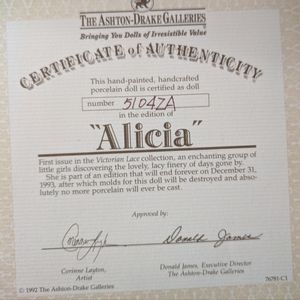 THE ASHTON-DRAKE GALLERIES
Bringing You Dolls of Irresistible Value
CERTIFICATE OF AUTHENTICITY
This hand-painted, handcrafted
porcelain doll is certified as doll
number 5104ZA
in the edition of
"Alicia"
First issue in the Victorian Lace collection, an enchanting group of
little girls discovering the lovely, lacy finery of days gone by.
She is part of an edition that will end forever on December 31,
1993, after which molds for this doll will be destroyed and abso-
lutely no more porcelain will ever be cast.
Approved by:
Donald James
Corinne Layton,
Artist
Donald James, Executive Director
The Ashton-Drake Galleries
© 1992 The Ashton-Drake Galleries
76781-C1